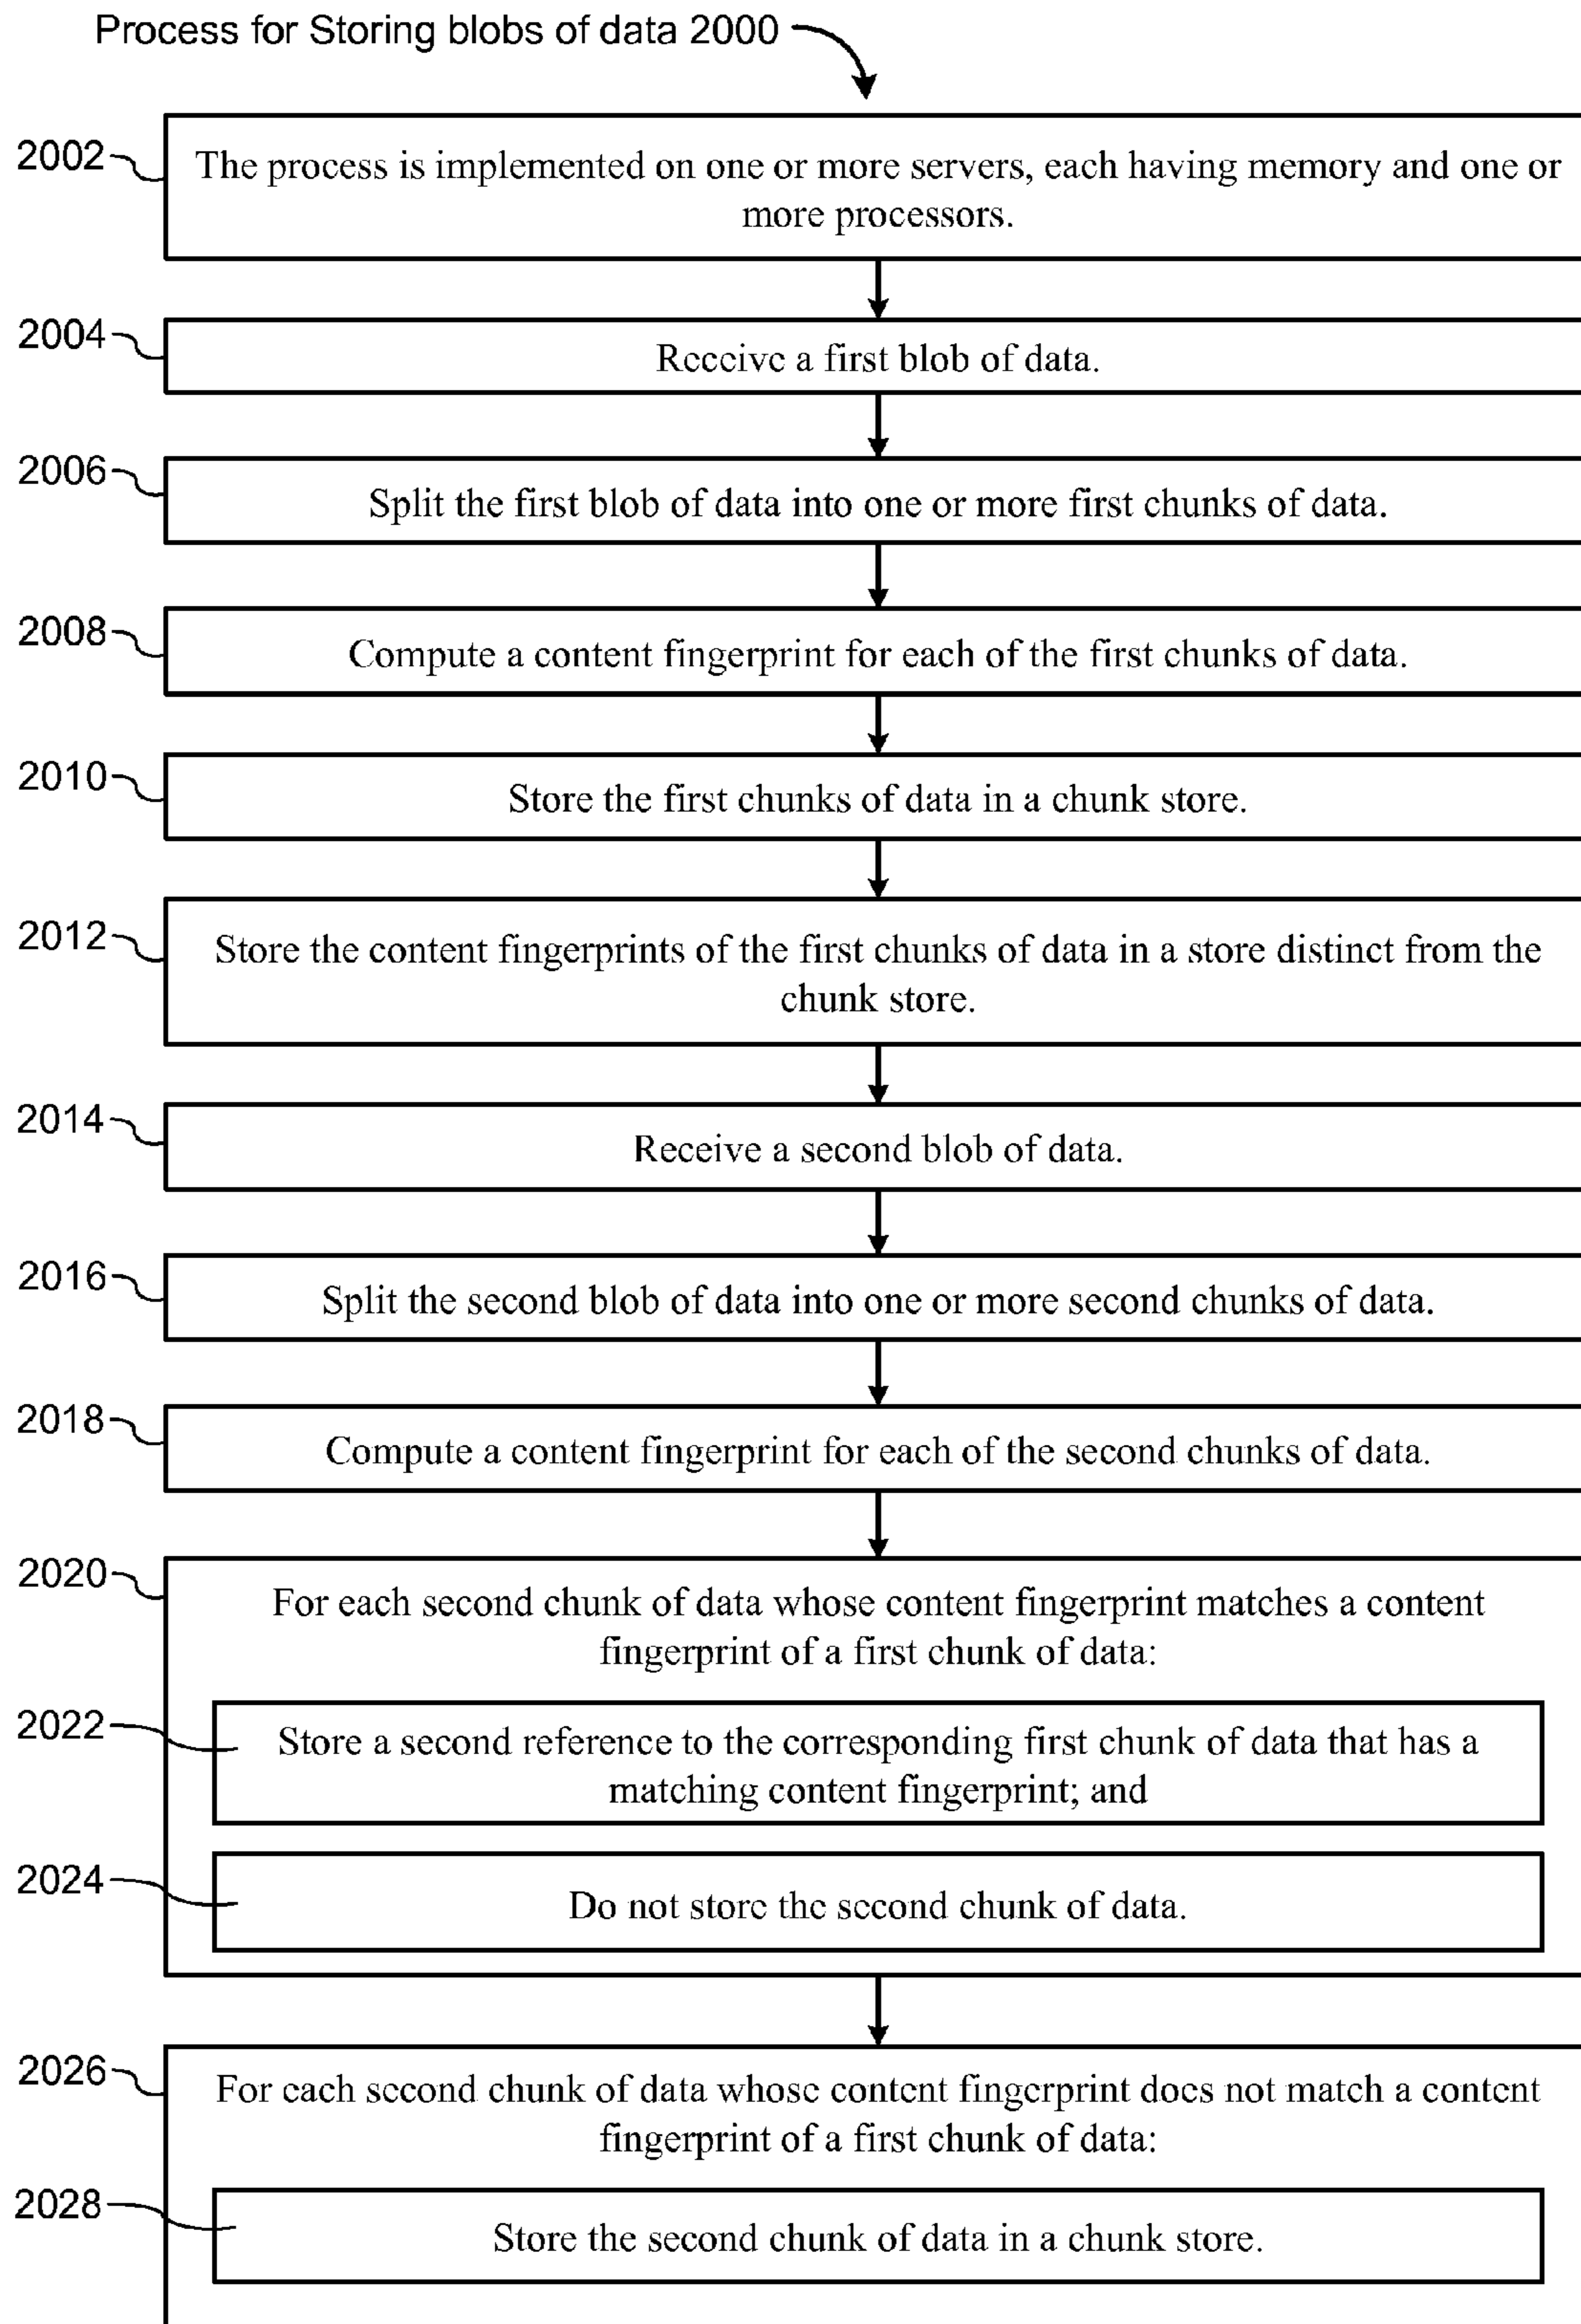 Process for Storing blobs of data 2000
2002
The process is implemented on one or more servers, each having memory and one or
more processors.
2004
Receive a first blob of data.
2006
Split the first blob of data into one or more first chunks of data.
2008
Compute a content fingerprint for each of the first chunks of data.
2010
Store the first chunks of data in a chunk store.
2012
Store the content fingerprints of the first chunks of data in a store distinct from the
chunk store.
2014
Receive a second blob of data.
2016
Split the second blob of data into one or more second chunks of data.
2018
Compute a content fingerprint for each of the second chunks of data.
2020
For each second chunk of data whose content fingerprint matches a content
fingerprint of a first chunk of data:
2022
Store a second reference to the corresponding first chunk of data that has a
matching content fingerprint; and
2024
Do not store the second chunk of data.
2026
For each second chunk of data whose content fingerprint does not match a content
fingerprint of a first chunk of data:
2028
Store the second chunk of data in a chunk store.